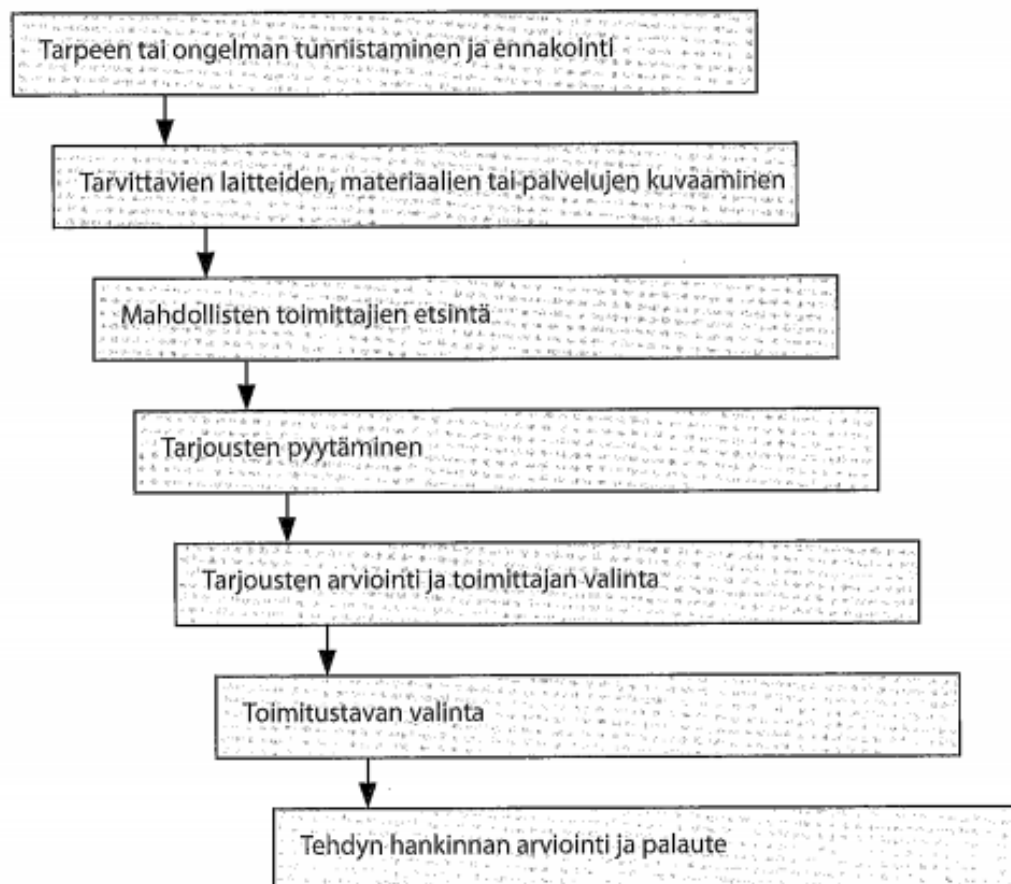 Tarpeen tai ongelman tunnistaminen ja ennakointi
Tarvittavien laitteiden, materiaalien tai palvelujen kuvaaminen
Mahdollisten toimittajien etsintä
Tarjousten pyytäminen
Tarjousten arviointi ja toimittajan valinta
Toimitustavan valinta
Tehdyn hankinnan arviointi ja palaute